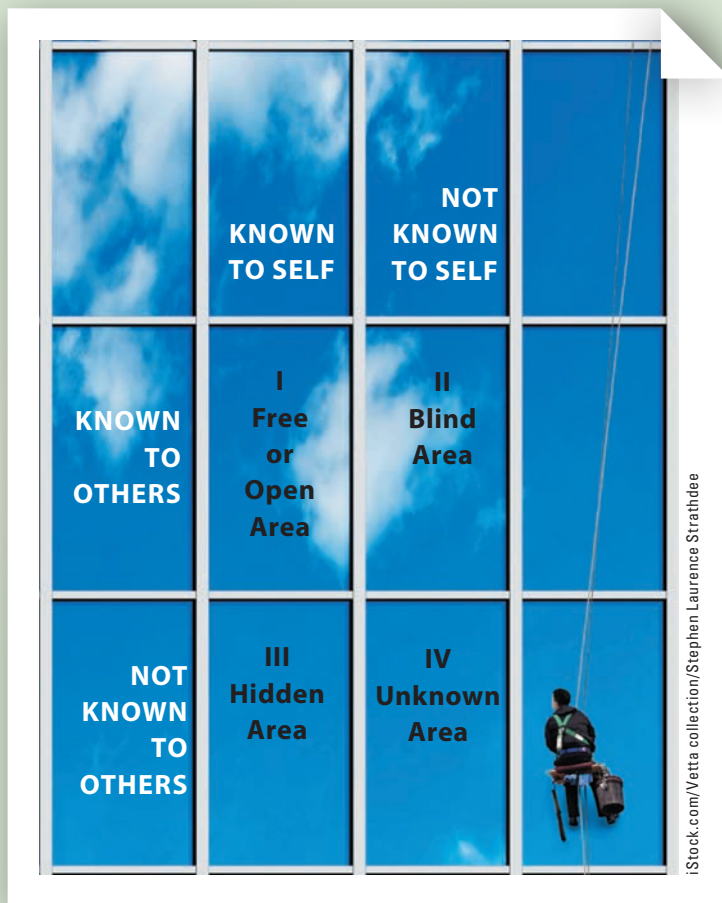 KNOWN
TO SELF
NOT
KNOWN
TO SELF
KNOWN
TO
OTHERS
I
Free
or
Open
Area
II
Blind
Area
NOT
KNOWN
TO
OTHERS
III
Hidden
Area
IV
Unknown
Area
iStock.com/Vetta collection/Stephen Laurence Strathdee